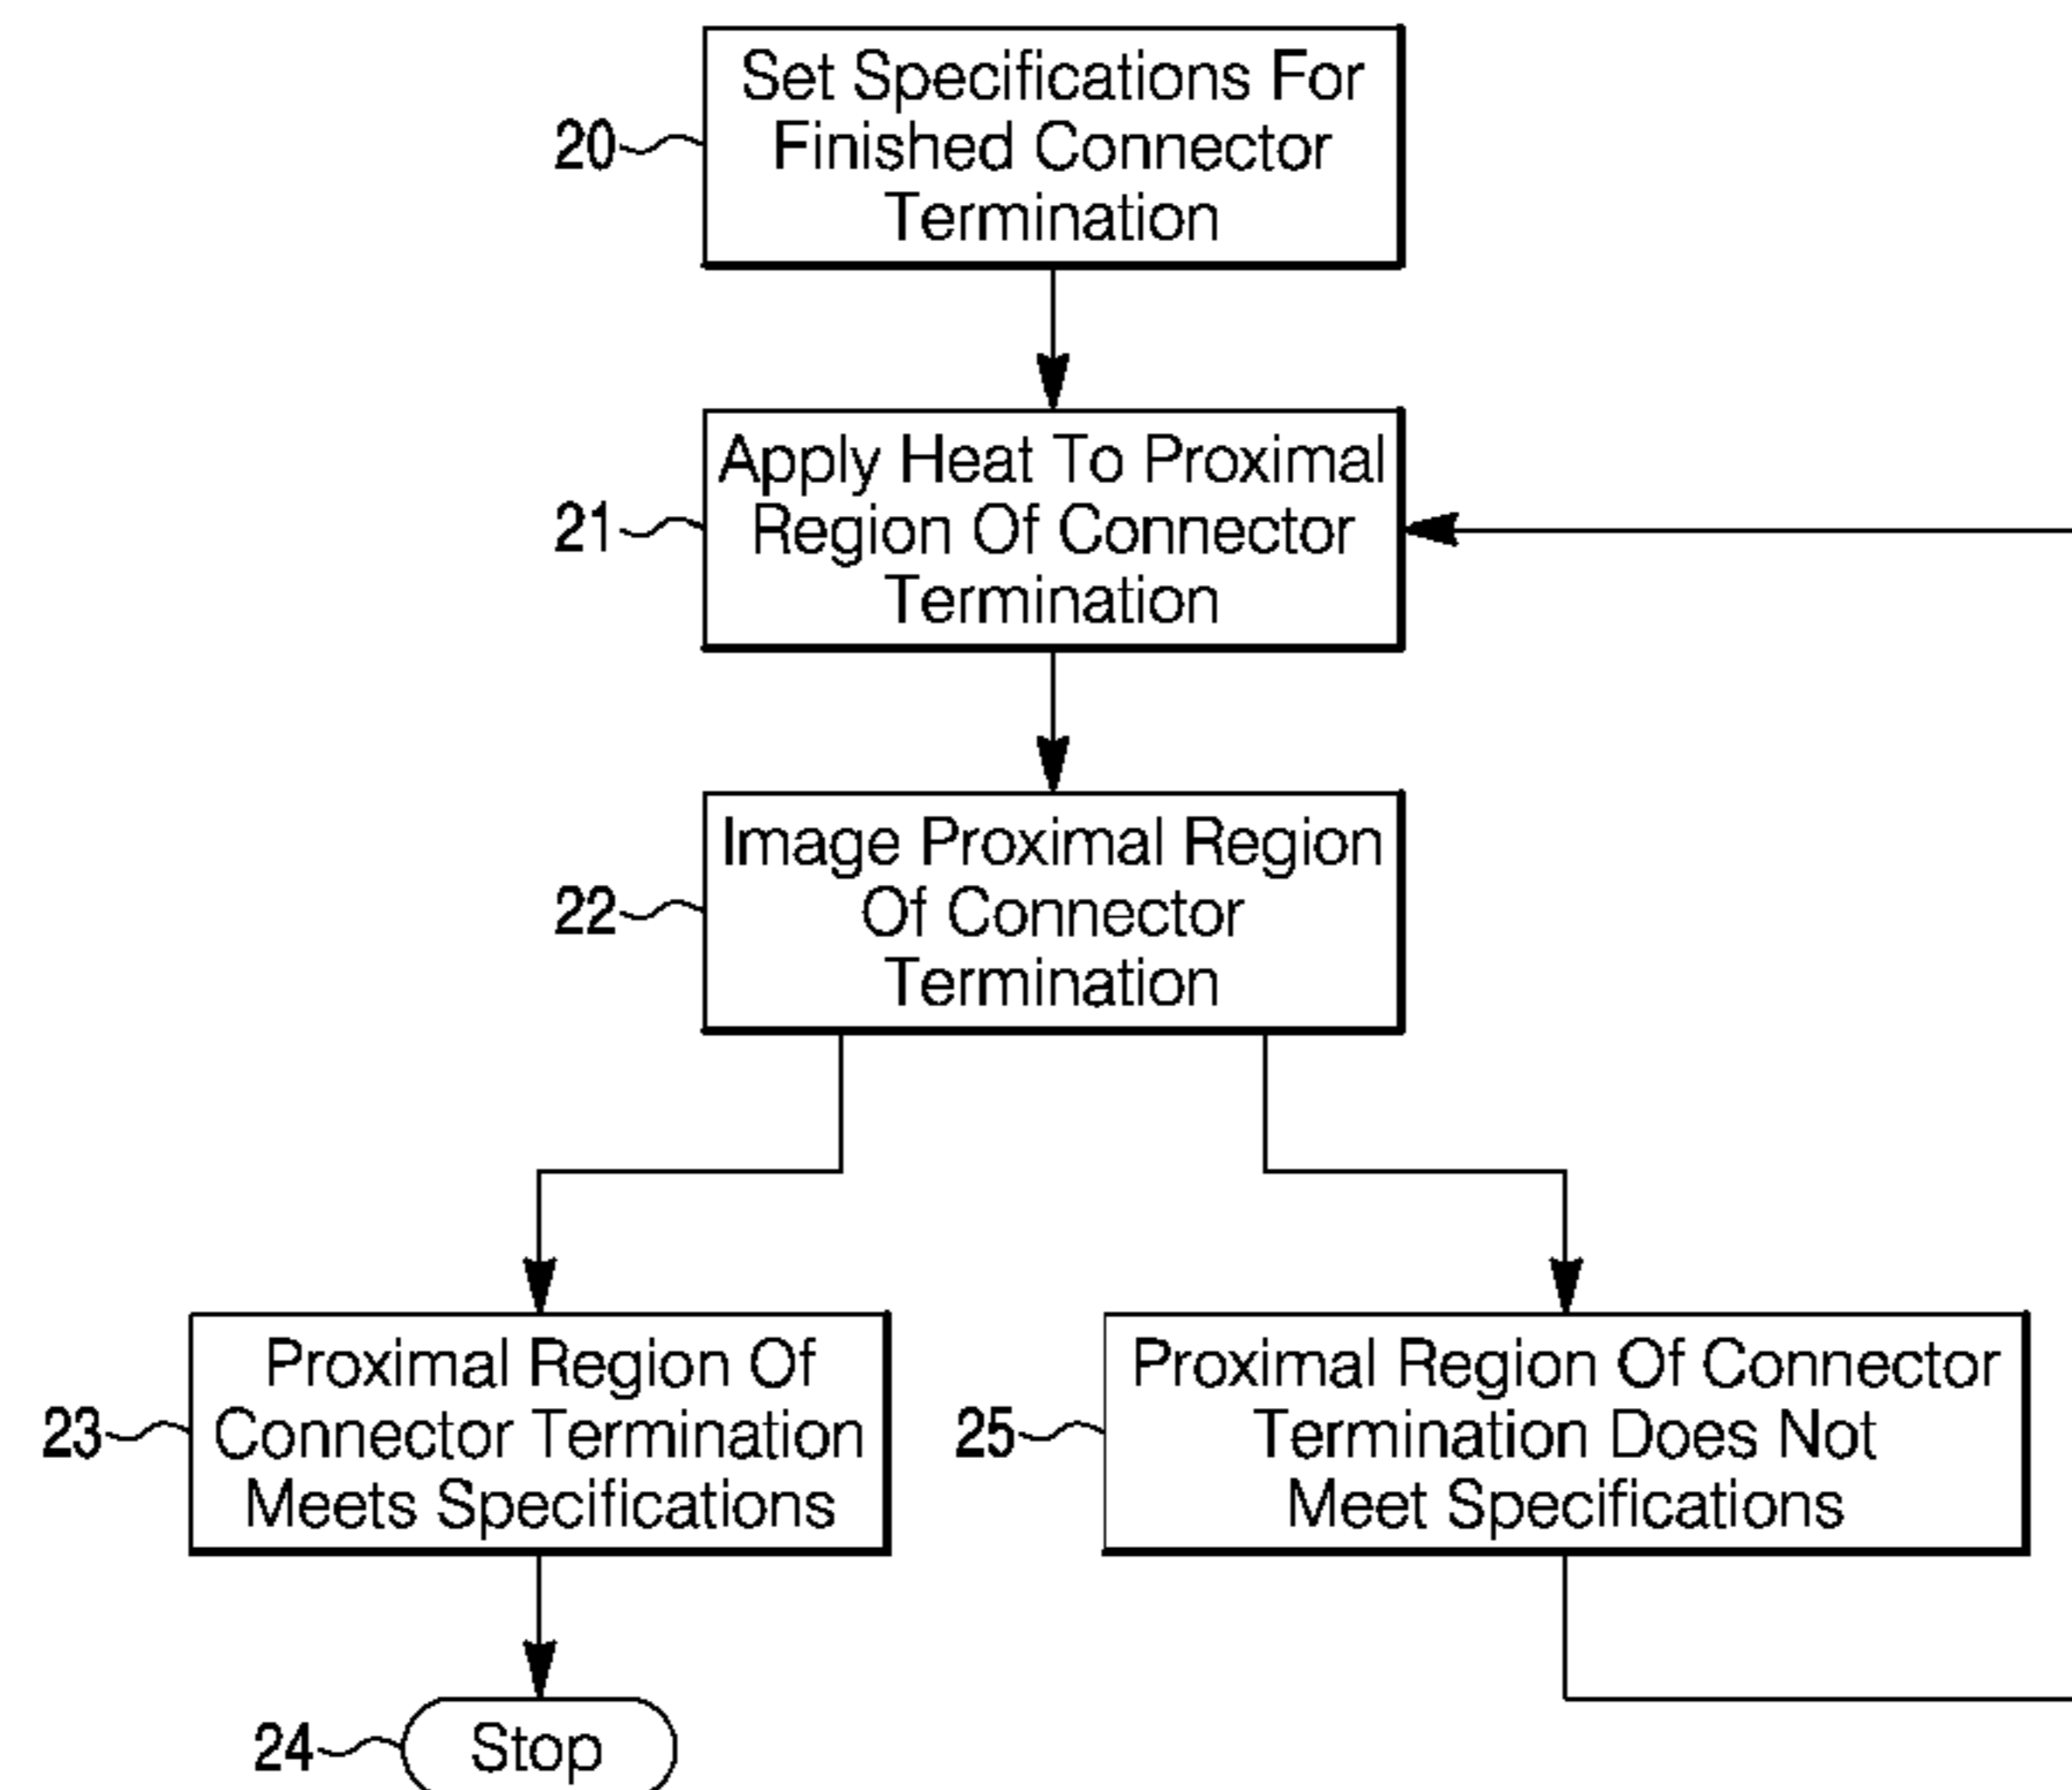 Set Specifications For
20
Finished Connector
Termination
Apply Heat To Proximal
21
Region Of Connector
Termination
Image Proximal Region
22
Of Connector
Termination
Proximal Region Of
23
Connector Termination
Meets Specifications
Proximal Region Of Connector
25
Termination Does Not
Meet Specifications
24
Stop